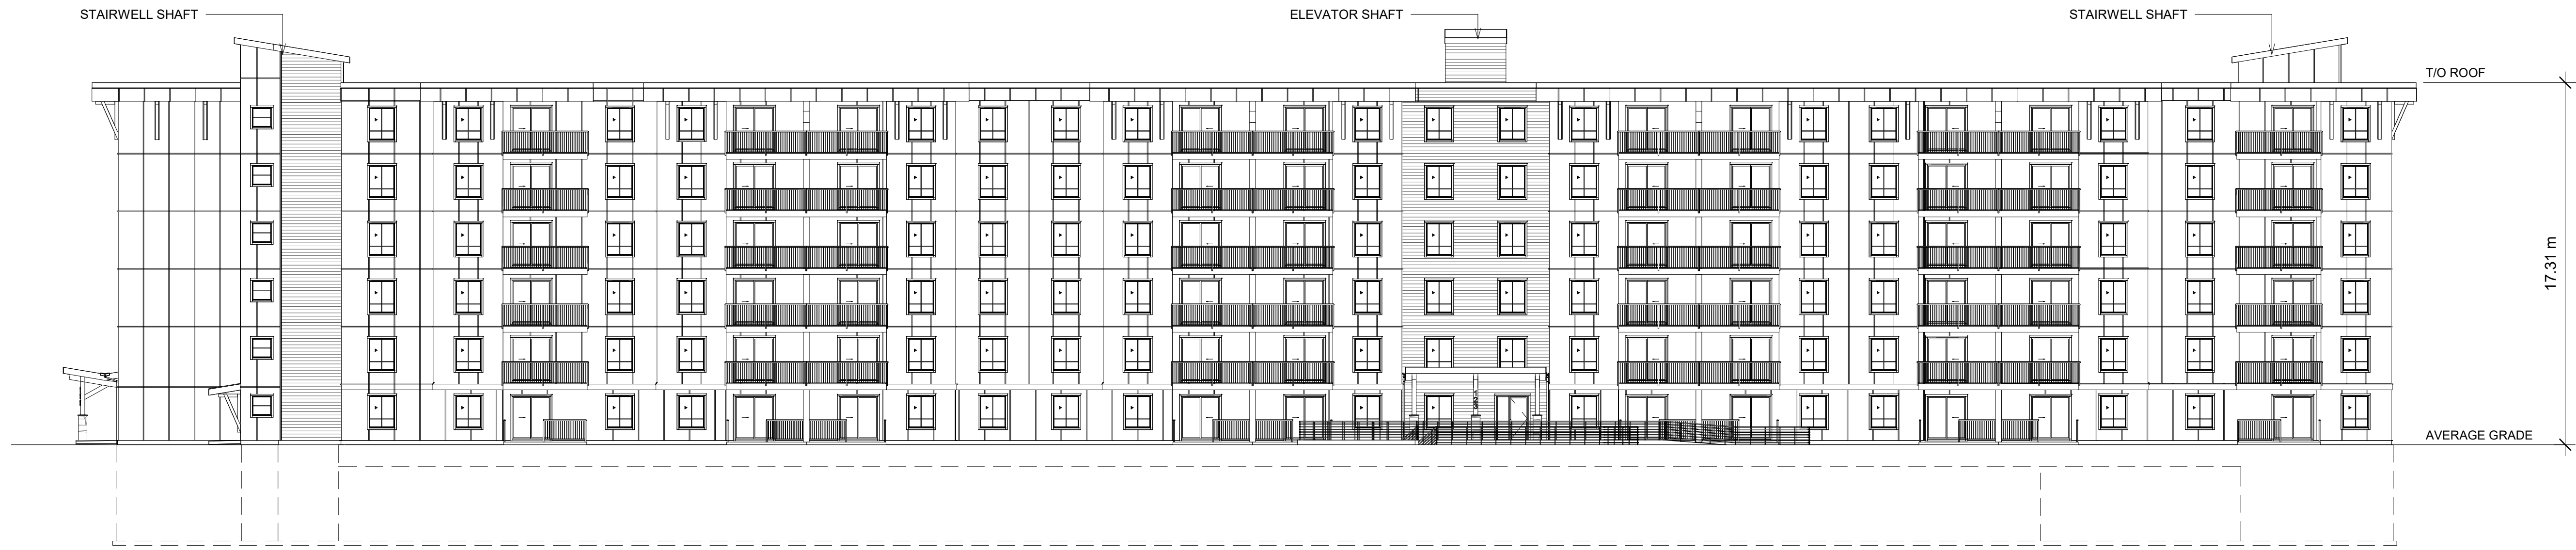 STAIRWELL SHAFT
ELEVATOR SHAFT
STAIRWELL SHAFT
T/O ROOF
17.31 m
AVERAGE GRADE